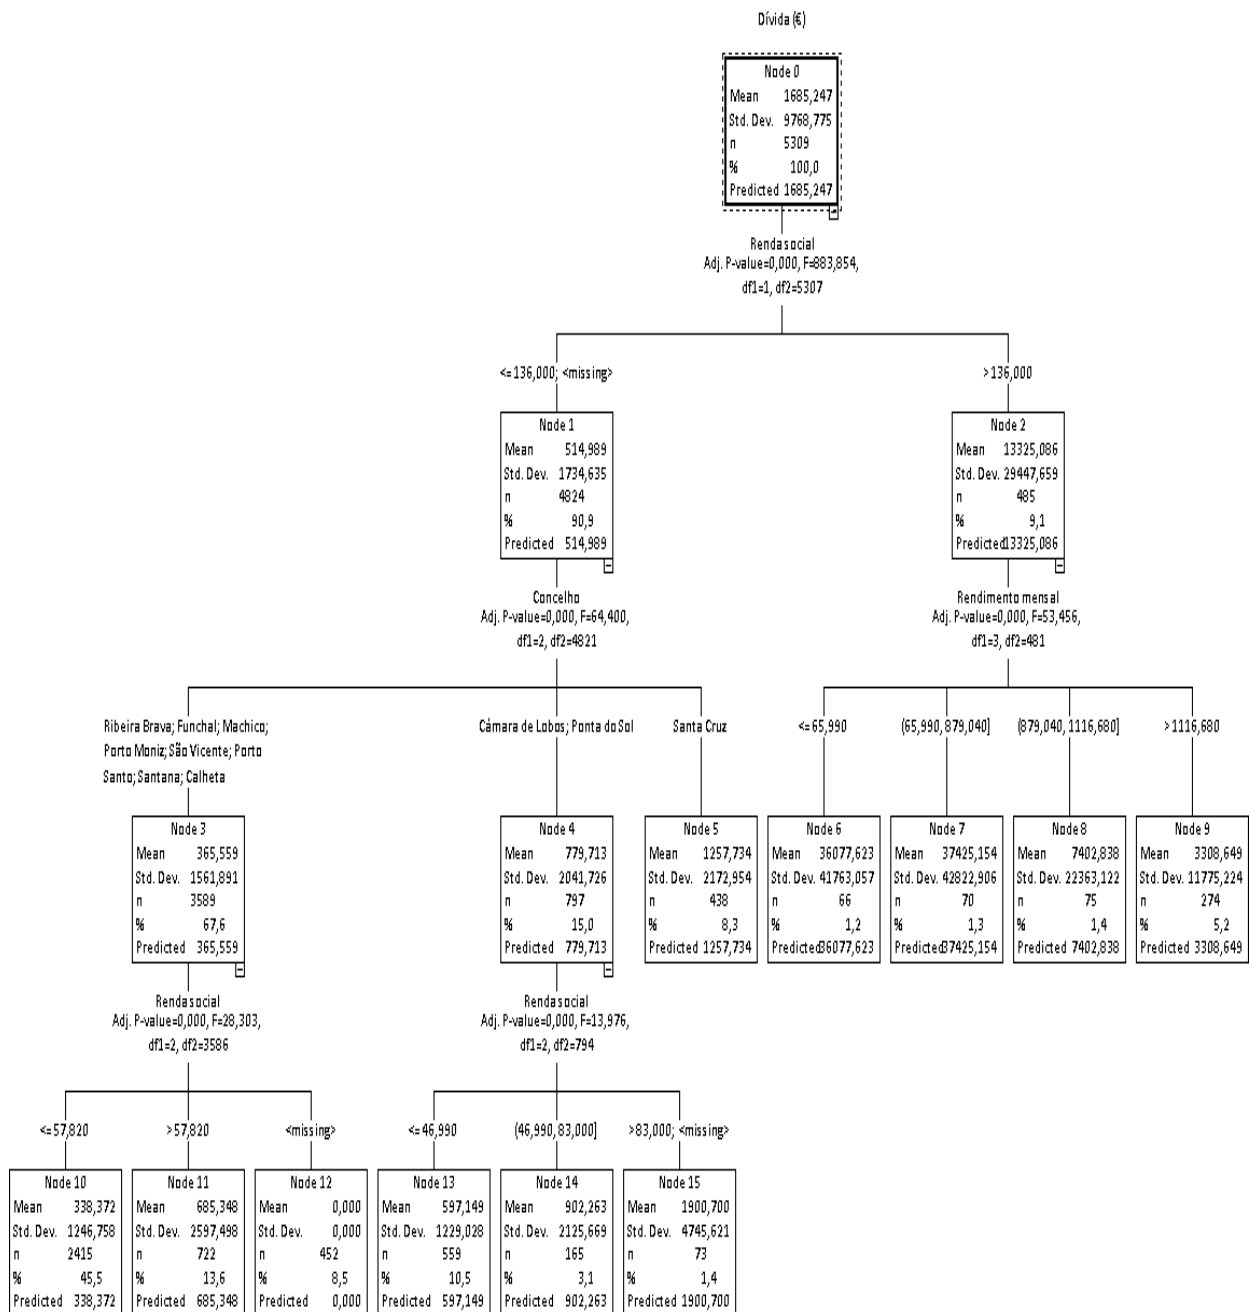 Dívida (€)
Node 0
Mean 1685,247
Std. Dev. 9768,775
n 5309
% 100,0
Predicted 1685,247
Renda social
Adj. P-value=0,000, F=883,854,
df1=1, df2=5307
<=136,000; <missing>
>136,000
Node 1
Mean 514,989
Std. Dev. 1734,635
n 4824
% 90,9
Predicted 514,989
Node 2
Mean 13325,086
Std. Dev. 29447,659
n 485
% 9,1
Predicted 13325,086
Concelho
Adj. P-value=0,000, F=64,400,
df1=2, df2=4821
Rendimento mensal
Adj. P-value=0,000, F=53,456,
df1=3, df2=481
Ribeira Brava; Funchal; Machico;
Porto Moniz; São Vicente; Porto
Santo; Santana; Calheta
Câmara de Lobos; Ponta do Sol
Santa Cruz
<=65,990
(65,990, 879,040]
(879,040, 1116,680]
>1116,680
Node 3
Mean 365,559
Std. Dev. 1561,891
n 3589
% 67,6
Predicted 365,559
Node 4
Mean 779,713
Std. Dev. 2041,726
n 797
% 15,0
Predicted 779,713
Node 5
Mean 1257,734
Std. Dev. 2172,954
n 438
% 8,3
Predicted 1257,734
Node 6
Mean 36077,623
Std. Dev. 41763,057
n 66
% 1,2
Predicted 36077,623
Node 7
Mean 37425,154
Std. Dev. 42822,906
n 70
% 1,3
Predicted 37425,154
Node 8
Mean 7402,838
Std. Dev. 22363,122
n 75
% 1,4
Predicted 7402,838
Node 9
Mean 3308,649
Std. Dev. 11775,224
n 274
% 5,2
Predicted 3308,649
Renda social
Adj. P-value=0,000, F=28,303,
df1=2, df2=3586
Renda social
Adj. P-value=0,000, F=13,976,
df1=2, df2=794
<=57,820
>57,820
<missing>
<=46,990
(46,990, 83,000]
>83,000; <missing>
Node 10
Mean 338,372
Std. Dev. 1246,758
n 2415
% 45,5
Predicted 338,372
Node 11
Mean 685,348
Std. Dev. 2597,498
n 722
% 13,6
Predicted 685,348
Node 12
Mean 0,000
Std. Dev. 0,000
n 452
% 8,5
Predicted 0,000
Node 13
Mean 597,149
Std. Dev. 1229,028
n 559
% 10,5
Predicted 597,149
Node 14
Mean 902,263
Std. Dev. 2125,669
n 165
% 3,1
Predicted 902,263
Node 15
Mean 1900,700
Std. Dev. 4745,621
n 73
% 1,4
Predicted 1900,700